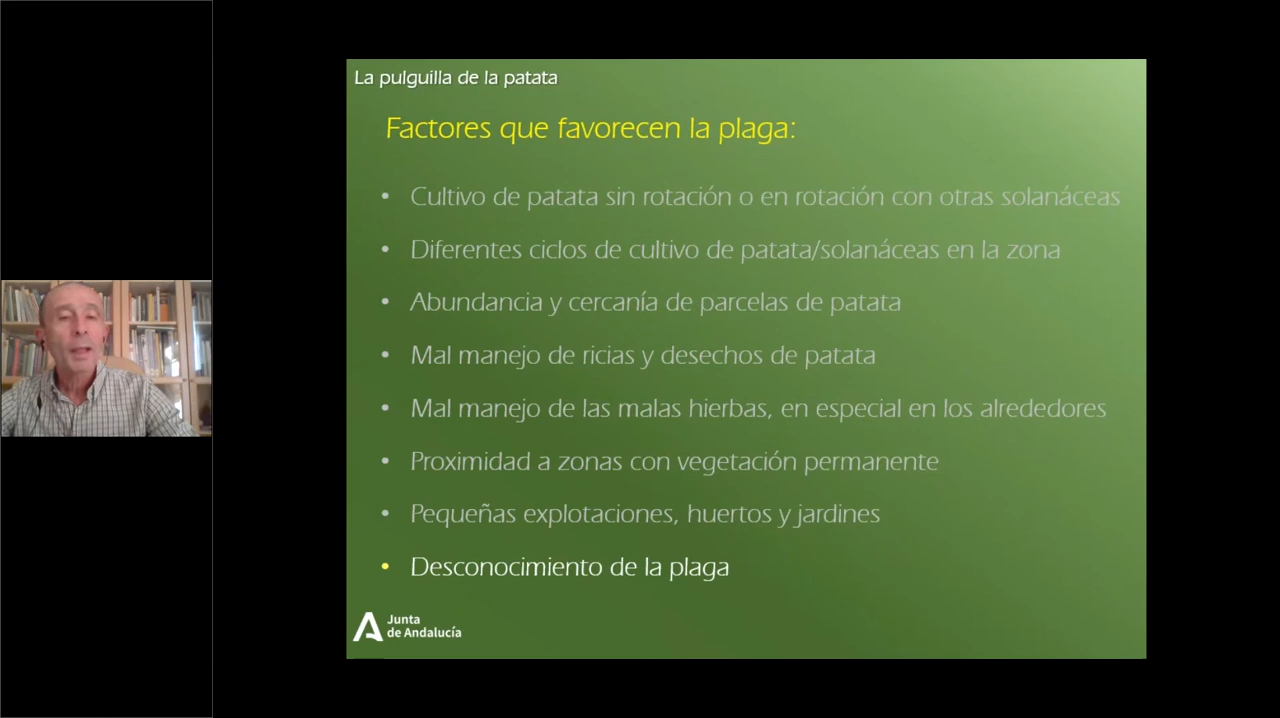 La pulguilla de la patata
Factores que favorecen la plaga:
• Cultivo de patata sin rotación o en rotación con otras solanáceas
• Diferentes ciclos de cultivo de patata/solanáceas en la zona
• Abundancia y cercanía de parcelas de patata
• Mal manejo de ricias y desechos de patata
• Mal manejo de las malas hierbas, en especial en los alrededores
• Proximidad a zonas con vegetación permanente
• Pequeñas explotaciones, huertos y jardines
• Desconocimiento de la plaga
Junta
de Andalucía